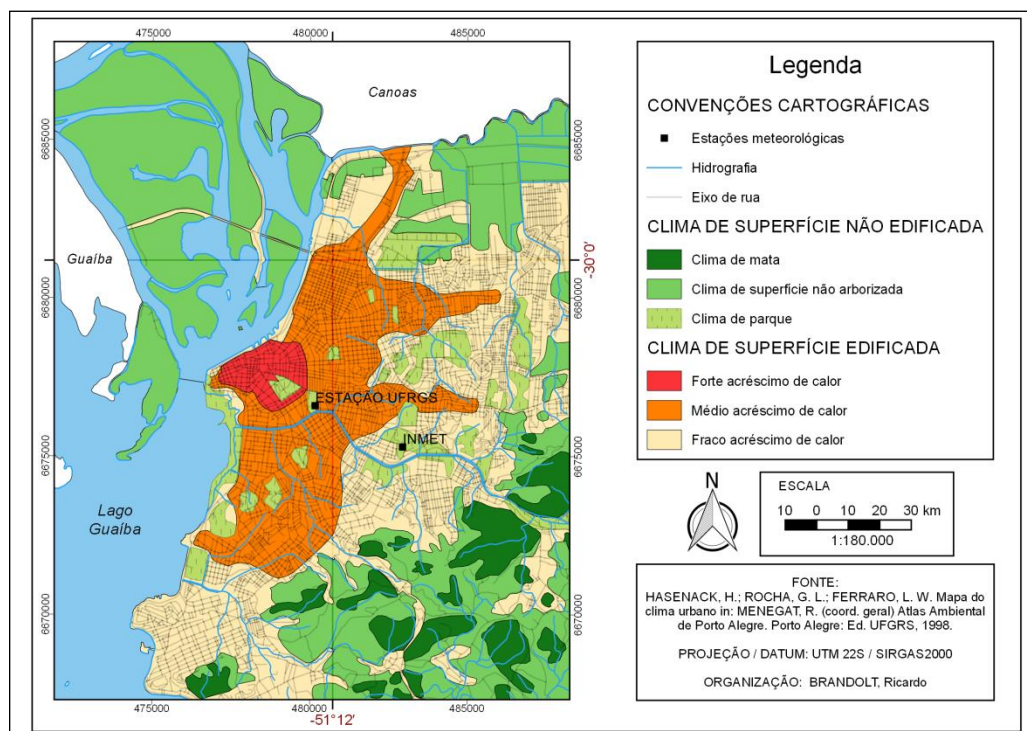 475000 480000 485000
Canoas
6685000 6685000
Guaíba
-30°0'
6680000 6680000
ESTAÇÃO UFRGS
INMET
6675000 6675000
Lago
Guaíba
6670000 6670000
475000 480000 485000
-51°12'
Legenda
CONVENÇÕES CARTOGRÁFICAS
Estações meteorológicas
Hidrografia
Eixo de rua
CLIMA DE SUPERFÍCIE NÃO EDIFICADA
Clima de mata
Clima de superfície não arborizada
Clima de parque
CLIMA DE SUPERFÍCIE EDIFICADA
Forte acréscimo de calor
Médio acréscimo de calor
Fraco acréscimo de calor
N
ESCALA
10 0 10 20 30 km
1:180.000
FONTE:
HASENACK, H.; ROCHA, G. L.; FERRARO, L. W. Mapa do
clima urbano in: MENEGAT, R. (coord. geral) Atlas Ambiental
de Porto Alegre. Porto Alegre: Ed. UFGRS, 1998.
PROJEÇÃO / DATUM: UTM 22S / SIRGAS2000
ORGANIZAÇÃO: BRANDOLT, Ricardo